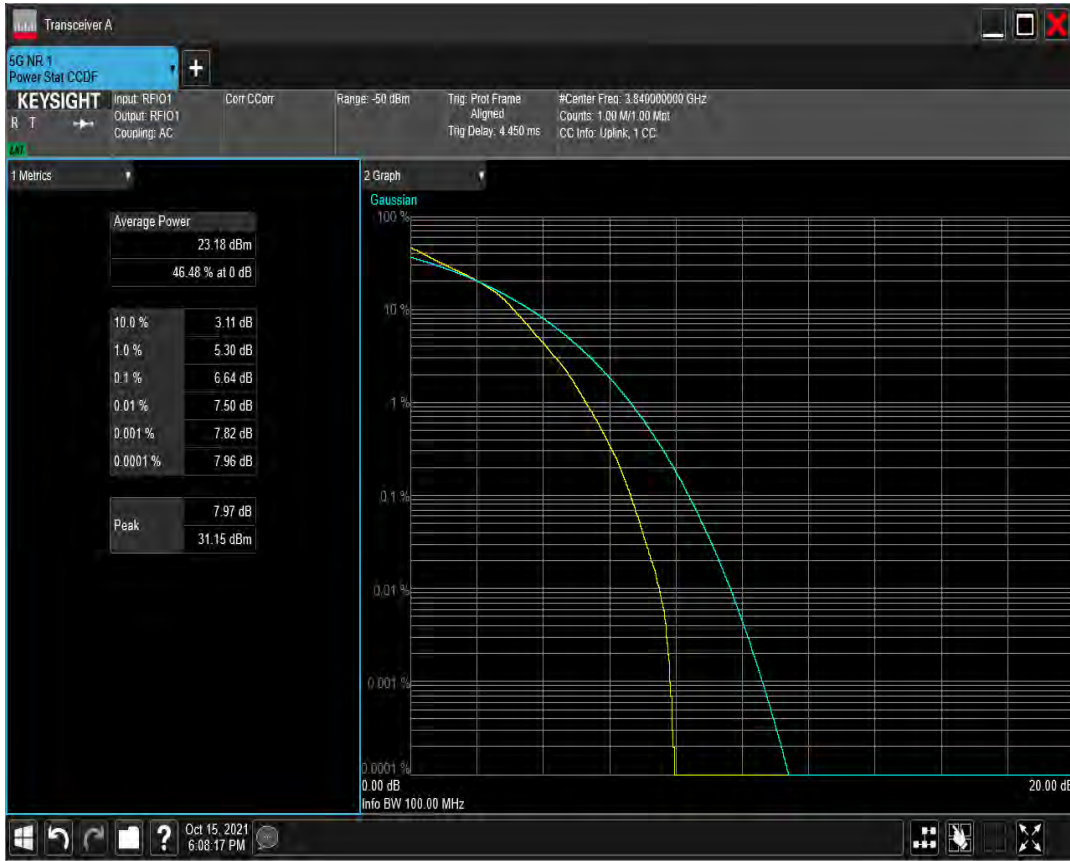 Transceiver A
5G NR 1
Power Stat CCDF
+
KEYSIGHT
R T
LXI
Input: RFIO1
Output: RFIO1
Coupling: AC
Corr CCorr
Range: -50 dBm
Trig: Prot Frame
Aligned
Trig Delay: 4.450 ms
#Center Freq: 3.840000000 GHz
Counts: 1.00 M/1.00 Mpt
CC Info: Uplink, 1 CC
1 Metrics
Average Power
23.18 dBm
46.48 % at 0 dB
10.0 % 3.11 dB
1.0 % 5.30 dB
0.1 % 6.64 dB
0.01 % 7.50 dB
0.001 % 7.82 dB
0.0001 % 7.96 dB
Peak 7.97 dB
31.15 dBm
2 Graph
Gaussian
100 %
10 %
1 %
0.1 %
0.01 %
0.001 %
0.0001 %
0.00 dB 20.00 dB
Info BW 100.00 MHz
? Oct 15, 2021
6:08:17 PM